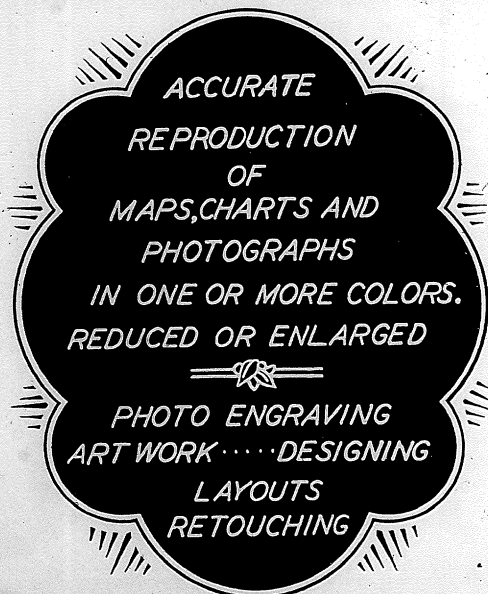 ACCURATE
REPRODUCTION
OF
MAPS,CHARTS AND
PHOTOGRAPHS
IN ONE OR MORE COLORS.
REDUCED OR ENLARGED
PHOTO ENGRAVING
ART WORK·····DESIGNING
LAYOUTS
RETOUCHING